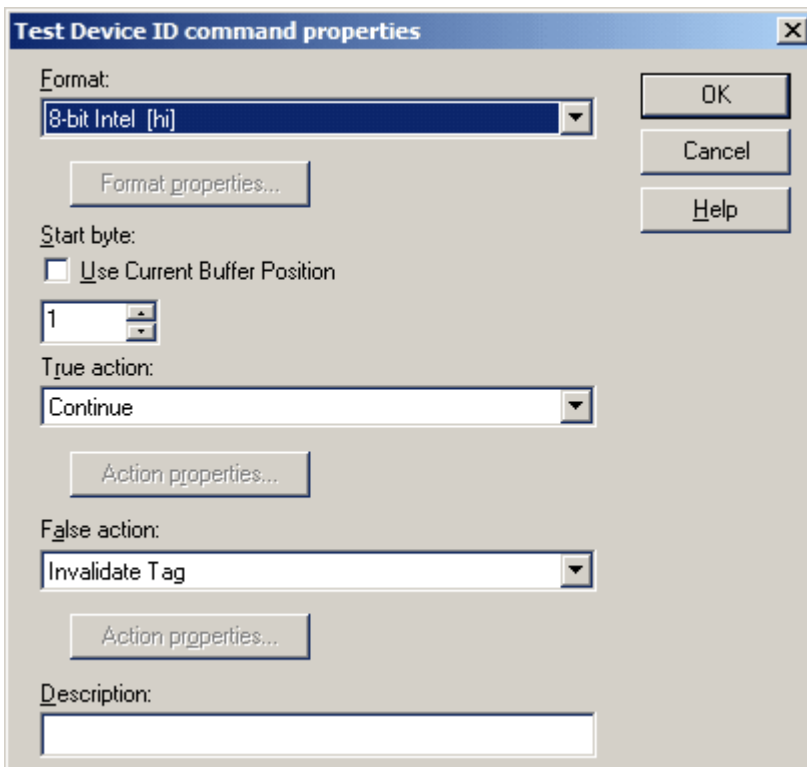 Test Device ID command properties
Format:
8-bit Intel [hi]
OK
Cancel
Format properties...
Help
Start byte:
Use Current Buffer Position
1
True action:
Continue
Action properties...
False action:
Invalidate Tag
Action properties...
Description: